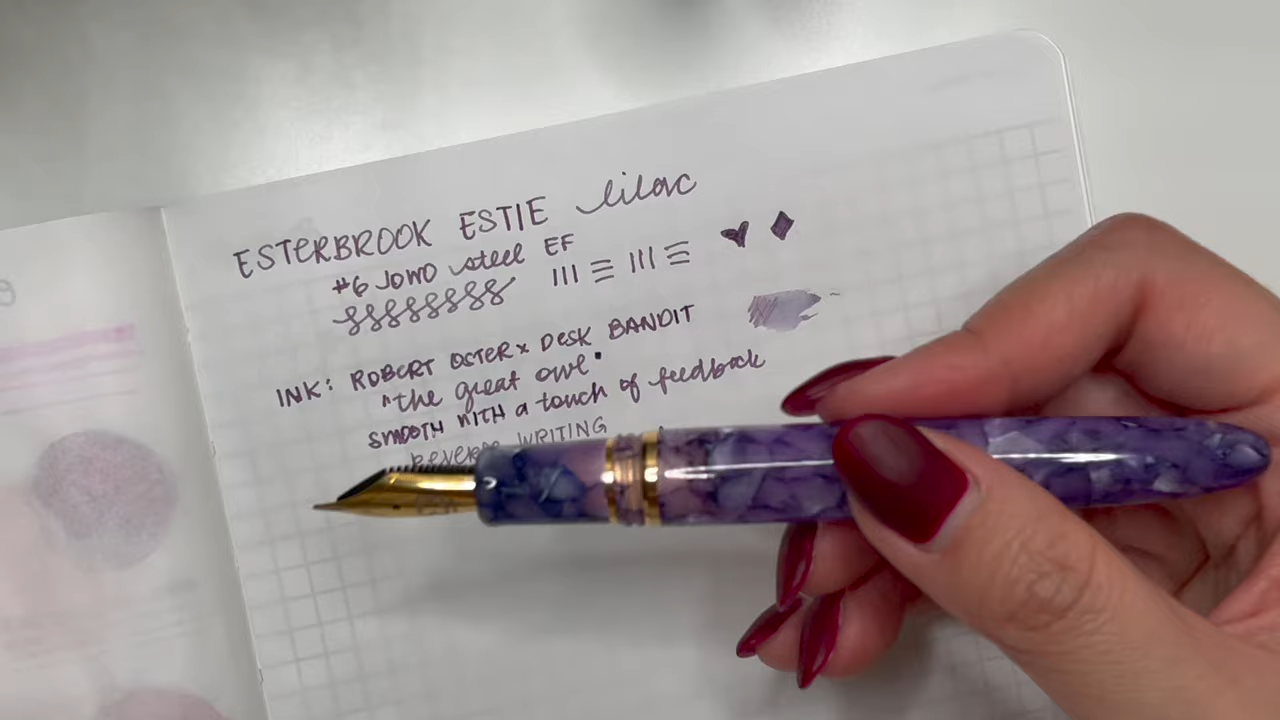 ESTERBROOK ESTIE lilac
#6 JOWO steel EF
INK: ROBERT OSTER x DESK BANDIT
"the great owl"
SMOOTH WITH a touch of feedback
REVERSE WRITING